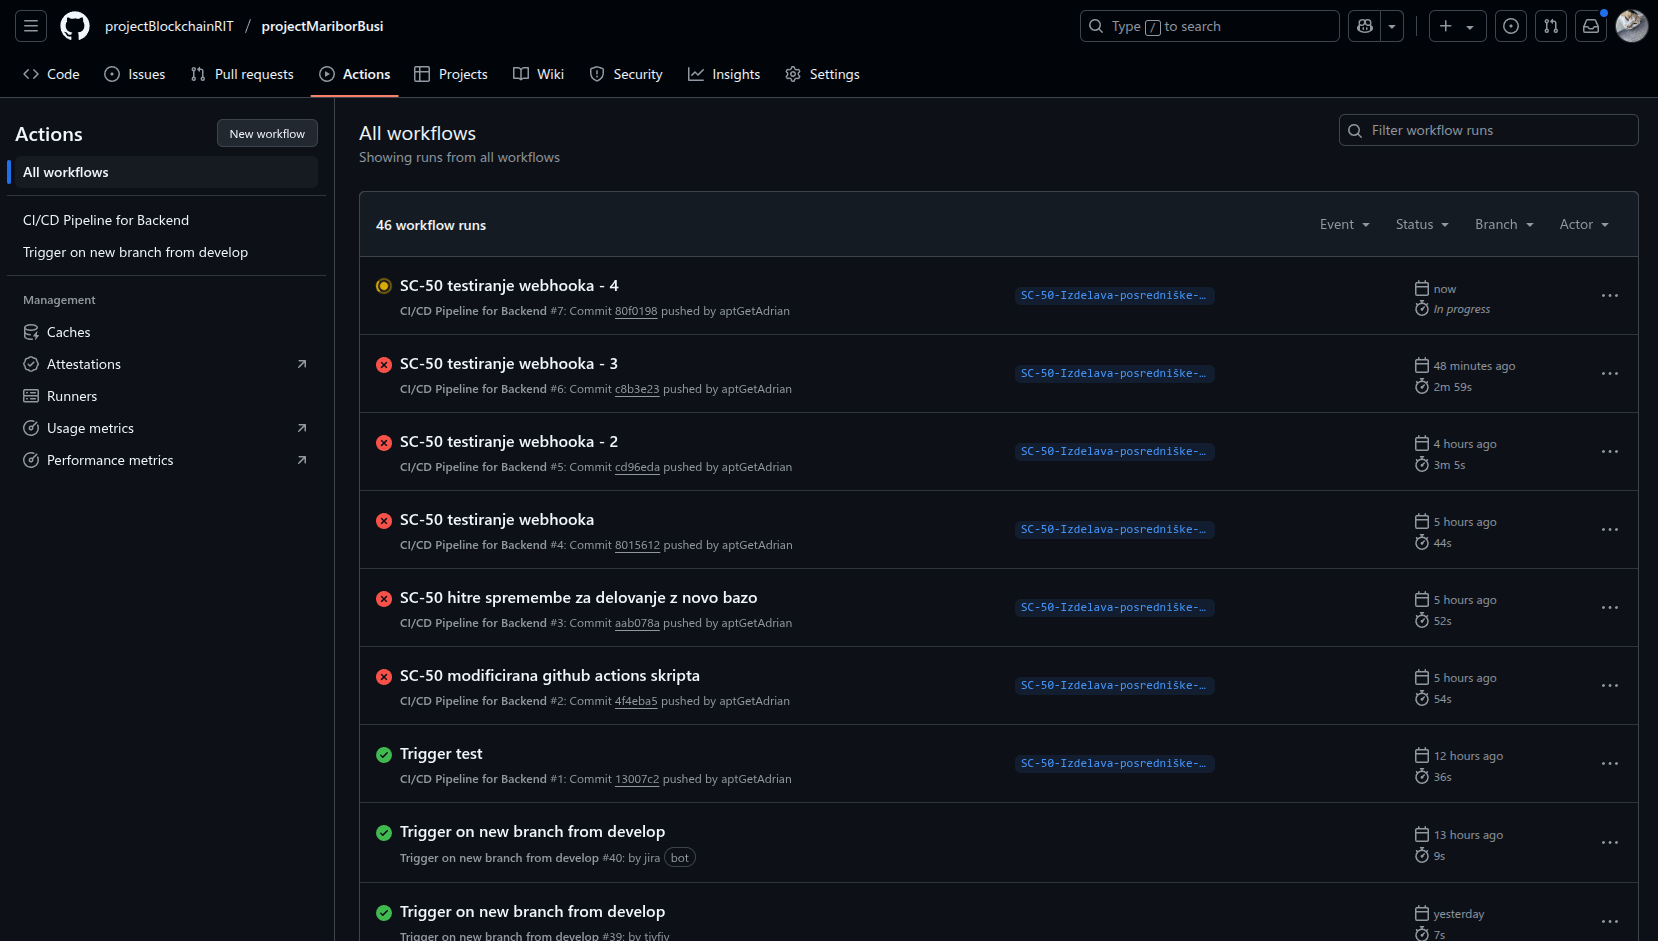 projectBlockchainRIT / projectMariborBusi
Type / to search
Code
Issues
Pull requests
Actions
Projects
Wiki
Security
Insights
Settings
Actions
New workflow
All workflows
CI/CD Pipeline for Backend
Trigger on new branch from develop
Management
Caches
Attestations
Runners
Usage metrics
Performance metrics
All workflows
Showing runs from all workflows
Filter workflow runs
46 workflow runs
Event
Status
Branch
Actor
SC-50 testiranje webhooka - 4
CI/CD Pipeline for Backend #7: Commit 80f0198 pushed by aptGetAdrian
SC-50-Izdelava-posredniške-…
now
In progress
SC-50 testiranje webhooka - 3
CI/CD Pipeline for Backend #6: Commit c8b3e23 pushed by aptGetAdrian
SC-50-Izdelava-posredniške-…
48 minutes ago
2m 59s
SC-50 testiranje webhooka - 2
CI/CD Pipeline for Backend #5: Commit cd96eda pushed by aptGetAdrian
SC-50-Izdelava-posredniške-…
4 hours ago
3m 5s
SC-50 testiranje webhooka
CI/CD Pipeline for Backend #4: Commit 8015612 pushed by aptGetAdrian
SC-50-Izdelava-posredniške-…
5 hours ago
44s
SC-50 hitre spremembe za delovanje z novo bazo
CI/CD Pipeline for Backend #3: Commit aab078a pushed by aptGetAdrian
SC-50-Izdelava-posredniške-…
5 hours ago
52s
SC-50 modificirana github actions skripta
CI/CD Pipeline for Backend #2: Commit 4f4eba5 pushed by aptGetAdrian
SC-50-Izdelava-posredniške-…
5 hours ago
54s
Trigger test
CI/CD Pipeline for Backend #1: Commit 13007c2 pushed by aptGetAdrian
SC-50-Izdelava-posredniške-…
12 hours ago
36s
Trigger on new branch from develop
Trigger on new branch from develop #40: by jira bot
13 hours ago
9s
Trigger on new branch from develop
Trigger on new branch from develop #39: by
yesterday
7s